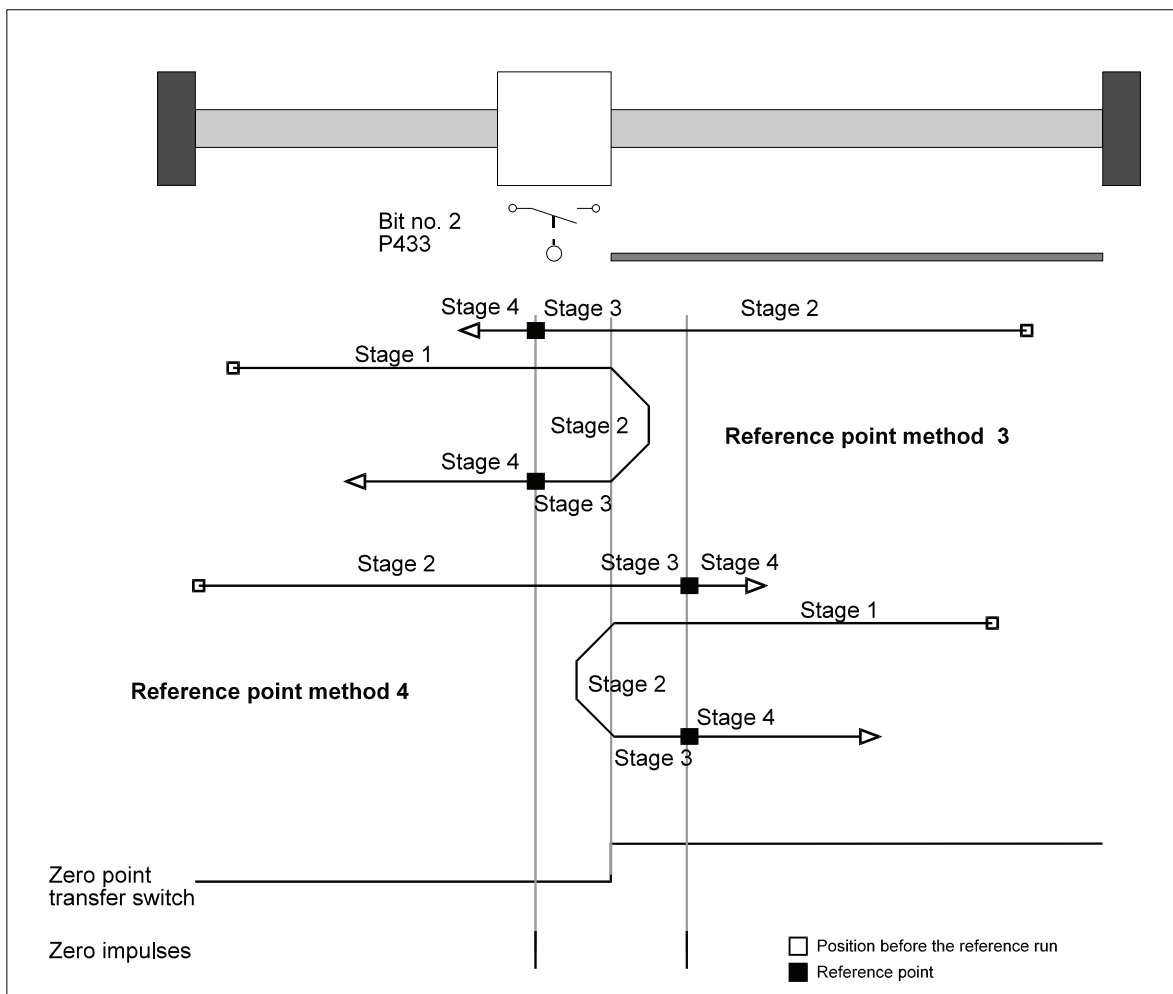 Bit no. 2
P433
Stage 4
Stage 3
Stage 2
Stage 1
Stage 2
Reference point method 3
Stage 4
Stage 3
Stage 2
Stage 3
Stage 4
Stage 1
Stage 2
Reference point method 4
Stage 4
Stage 3
Zero point
transfer switch
Zero impulses
Position before the reference run
Reference point